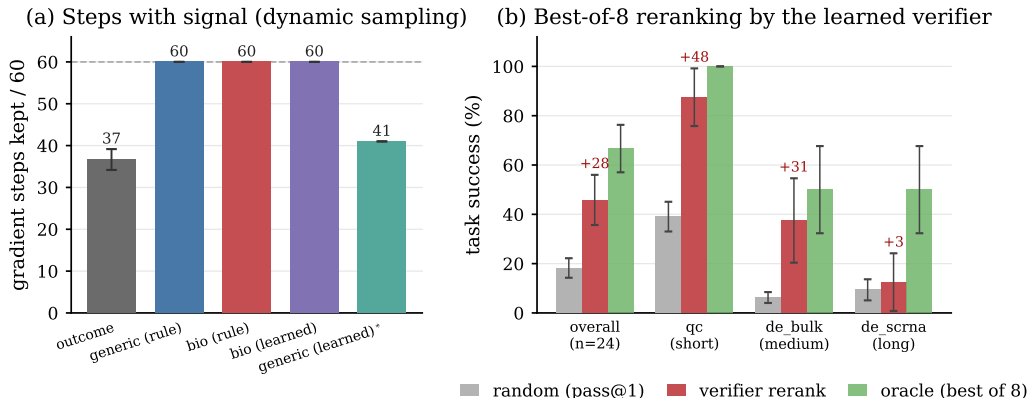 (a) Steps with signal (dynamic sampling)
gradient steps kept / 60
60
50
40
30
20
10
0
37
60
60
60
41
outcome
generic (rule)
bio (rule)
bio (learned)
generic (learned)*
(b) Best-of-8 reranking by the learned verifier
task success (%)
100
80
60
40
20
0
+28
+48
+31
+3
overall
(n=24)
qc
(short)
de_bulk
(medium)
de_scrna
(long)
random (pass@1)
verifier rerank
oracle (best of 8)